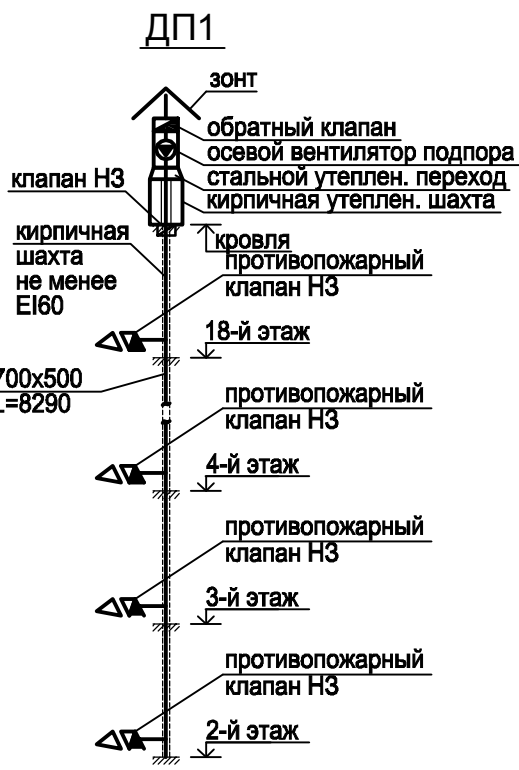 ДП1
зонт
обратный клапан
осевой вентилятор подпора
стальной утеплен. переход
кирпичная утеплен. шахта
клапан НЗ
кровля
кирпичная
шахта
не менее
EI60
противопожарный
клапан НЗ
18-й этаж
700x500
L=8290
противопожарный
клапан НЗ
4-й этаж
противопожарный
клапан НЗ
3-й этаж
противопожарный
клапан НЗ
2-й этаж